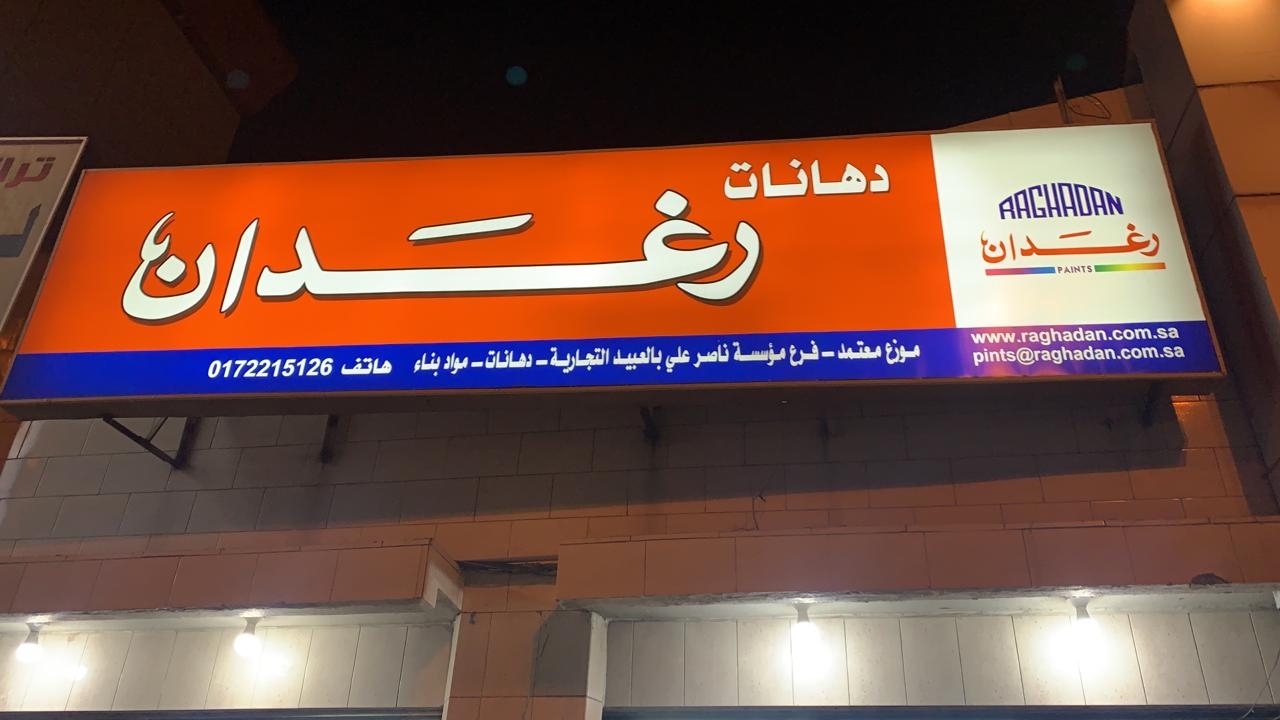 دهانات
رغدان
RAGHADAN
رغدان
PAINTS
www.raghadan.com.sa
pints@raghadan.com.sa
موزع معتمد – فرع مؤسسة ناصر علي بالعبيد التجارية – دهانات – مواد بناء هاتف 0172215126